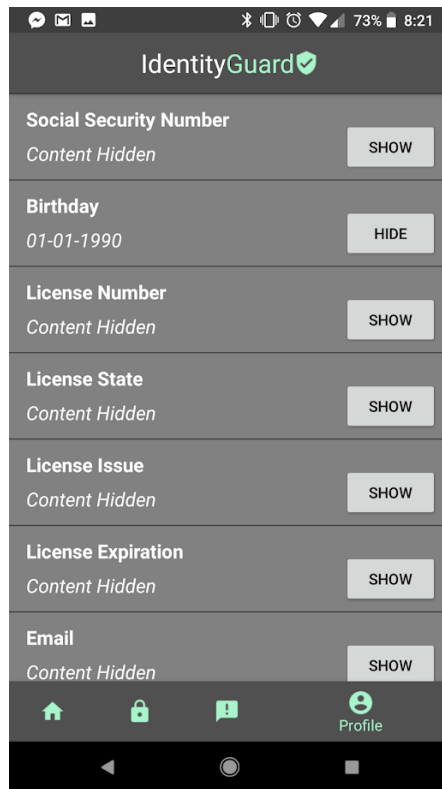 73% 8:21
IdentityGuard
Social Security Number
Content Hidden
SHOW
Birthday
01-01-1990
HIDE
License Number
Content Hidden
SHOW
License State
Content Hidden
SHOW
License Issue
Content Hidden
SHOW
License Expiration
Content Hidden
SHOW
Email
Content Hidden
SHOW
Profile